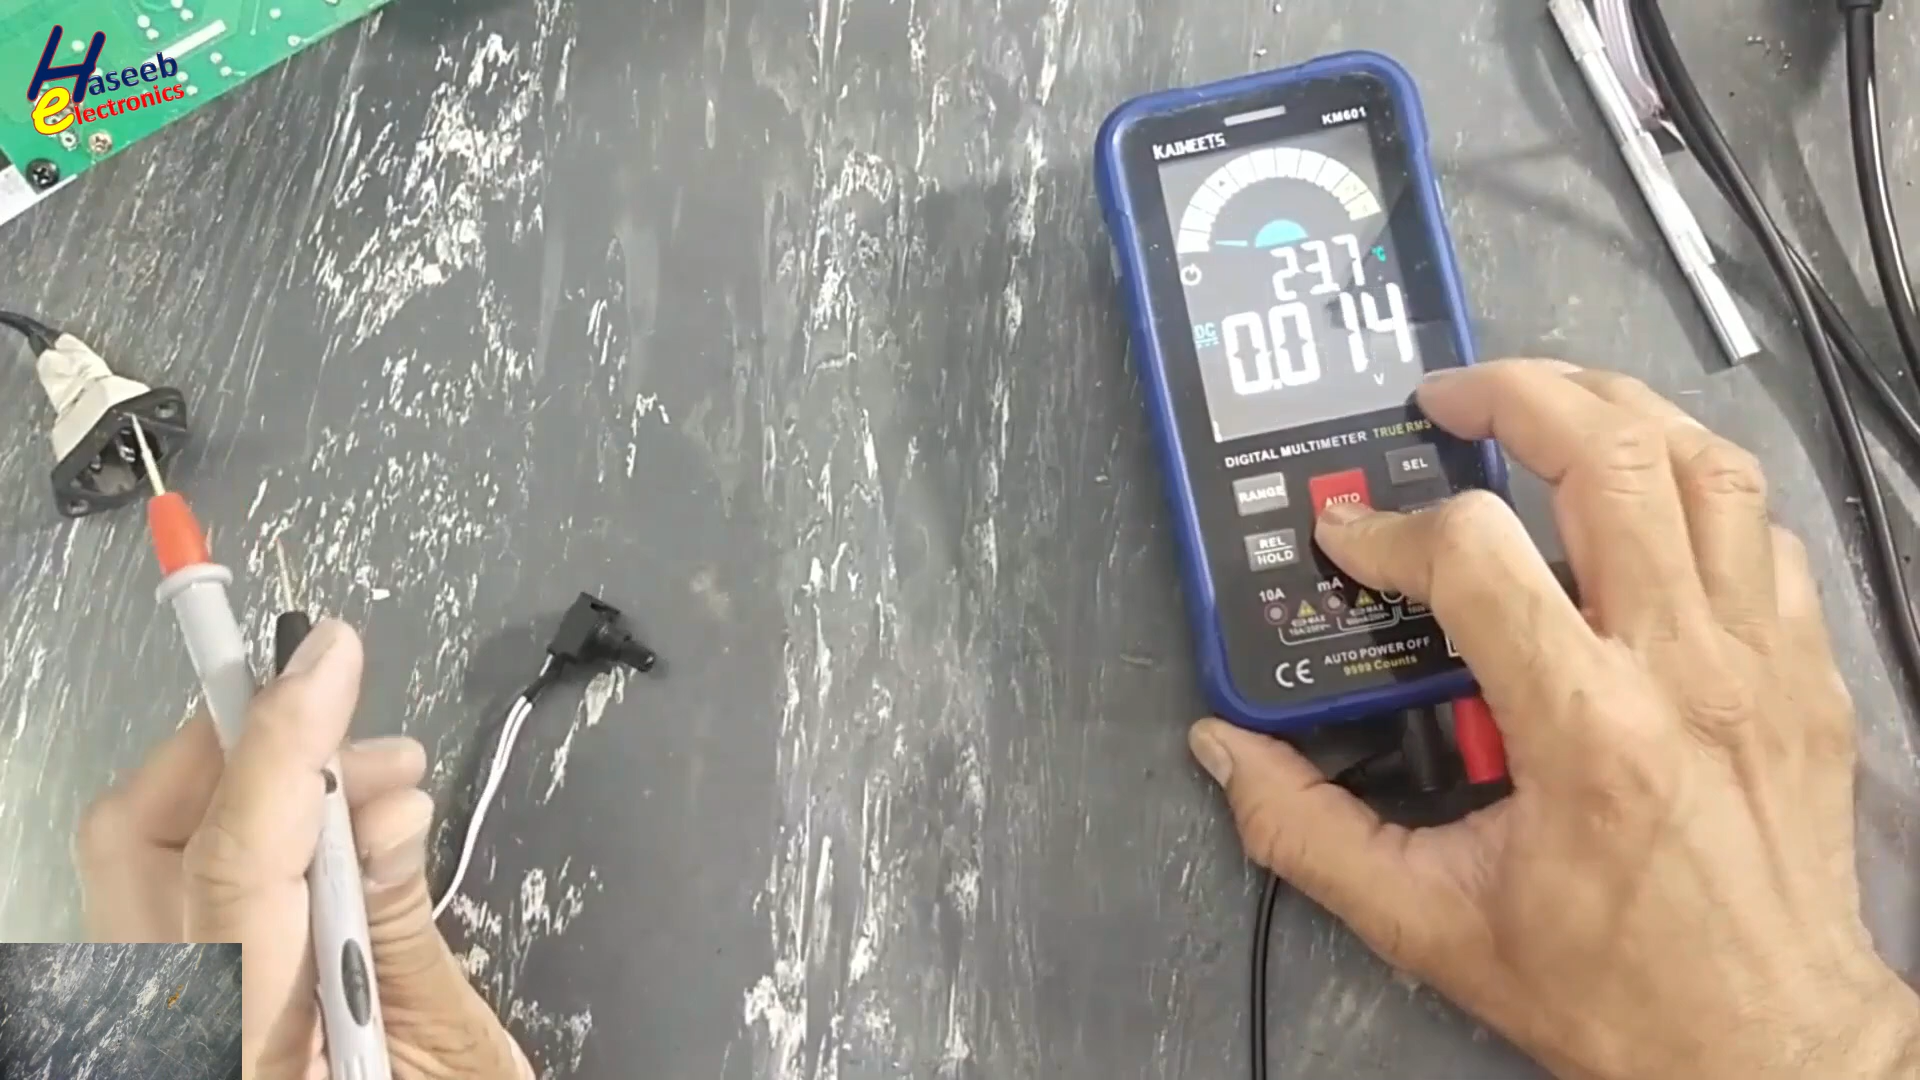 Haseeb
electronics
KAIWEETS
KM601
23.7 °C
DC
0.014
V
DIGITAL MULTIMETER TRUE RMS
RANGE
AUTO
SEL
REL
HOLD
10A
mA
CE
AUTO POWER OFF
9999 Counts